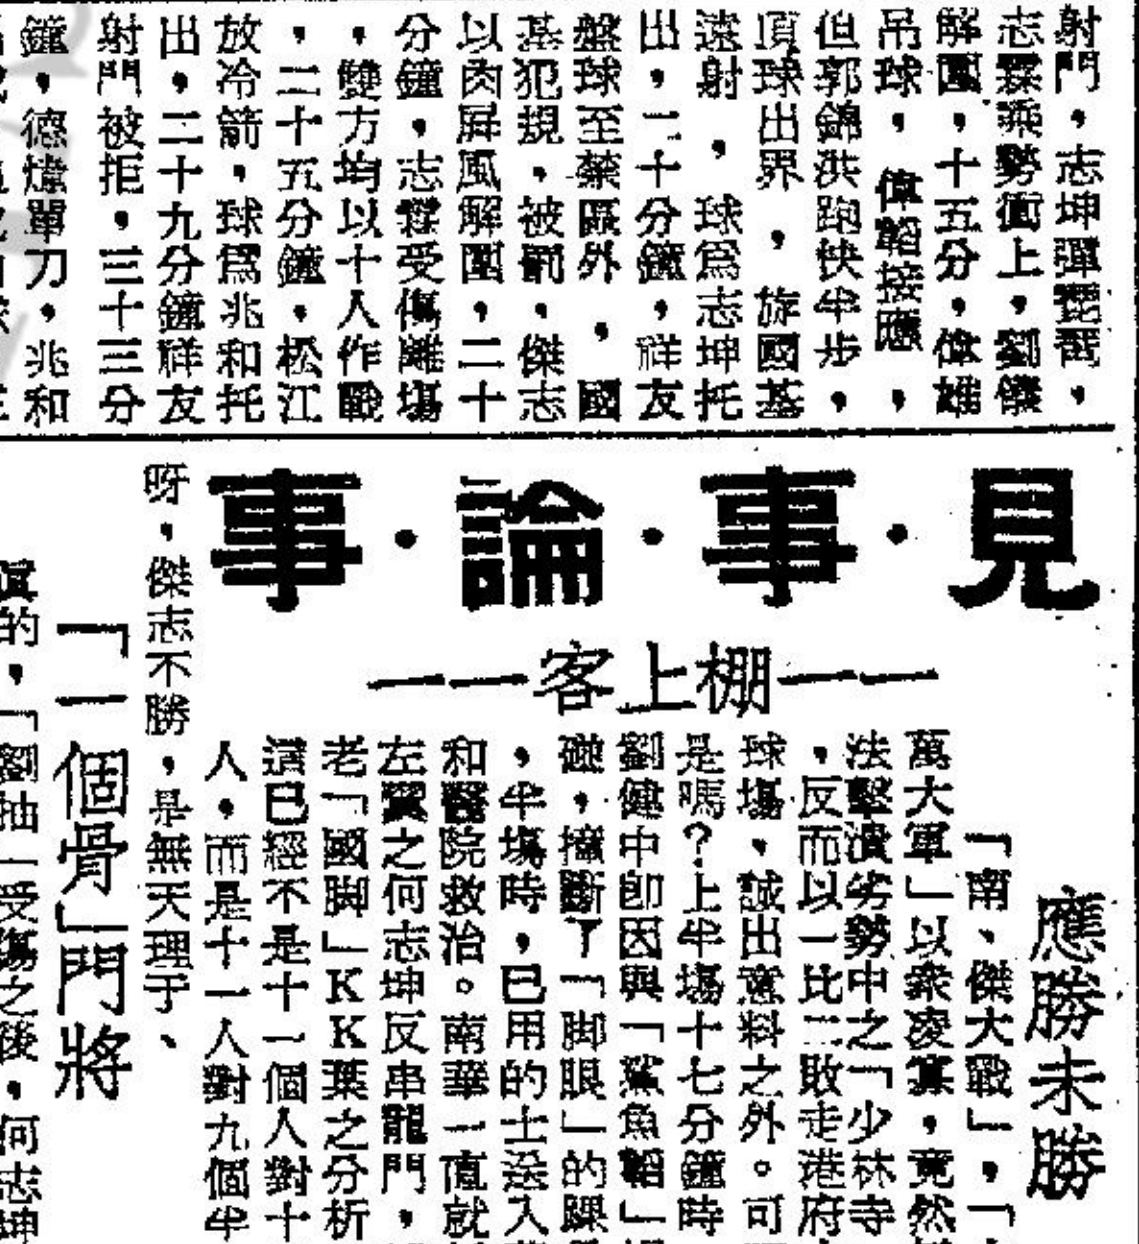 射門，志坤彈琵琶，
志霖乘勢衝上，劉儀
解圍，十五分，偉雄
吊球，偉韜接應，
但郭錦洪跑快半步，
頂球出界，旋國基
遠射，球爲志坤托
出，二十分鐘，祥友
盤球至禁區外，國
基犯規，被罰，傑志
以肉屏風解圍，二十
分鐘，志霖受傷離場
，雙方均以十人作戰
，二十五分鐘，松江
放冷箭，球爲兆和托
出，二十九分鐘祥友
射門被拒，三十三分
鐘，德煒單刀，兆和
見・事・論・事
——棚上客——
應勝未勝
「南、傑大戰」，「
萬大軍」以衆凌寡，竟然
法擊潰劣勢中之「少林寺
，反而以一比二敗走港府
球場，誠出意料之外。可
是嗎？上半場十七分鐘時
劉健中卽因與「鯊魚韜」
碰，撞斷了「脚眼」的踝
，半場時，已用的士送入
和醫院救治。南華一直就
左翼之何志坤反串龍門，
老「國脚」KK葉之分析
這已經不是十一個人對十
人，而是十一人對九個半
呀，傑志不勝，是無天理乎、
「一個骨」門將
眞的，「劉抽」受傷之後，何志坤